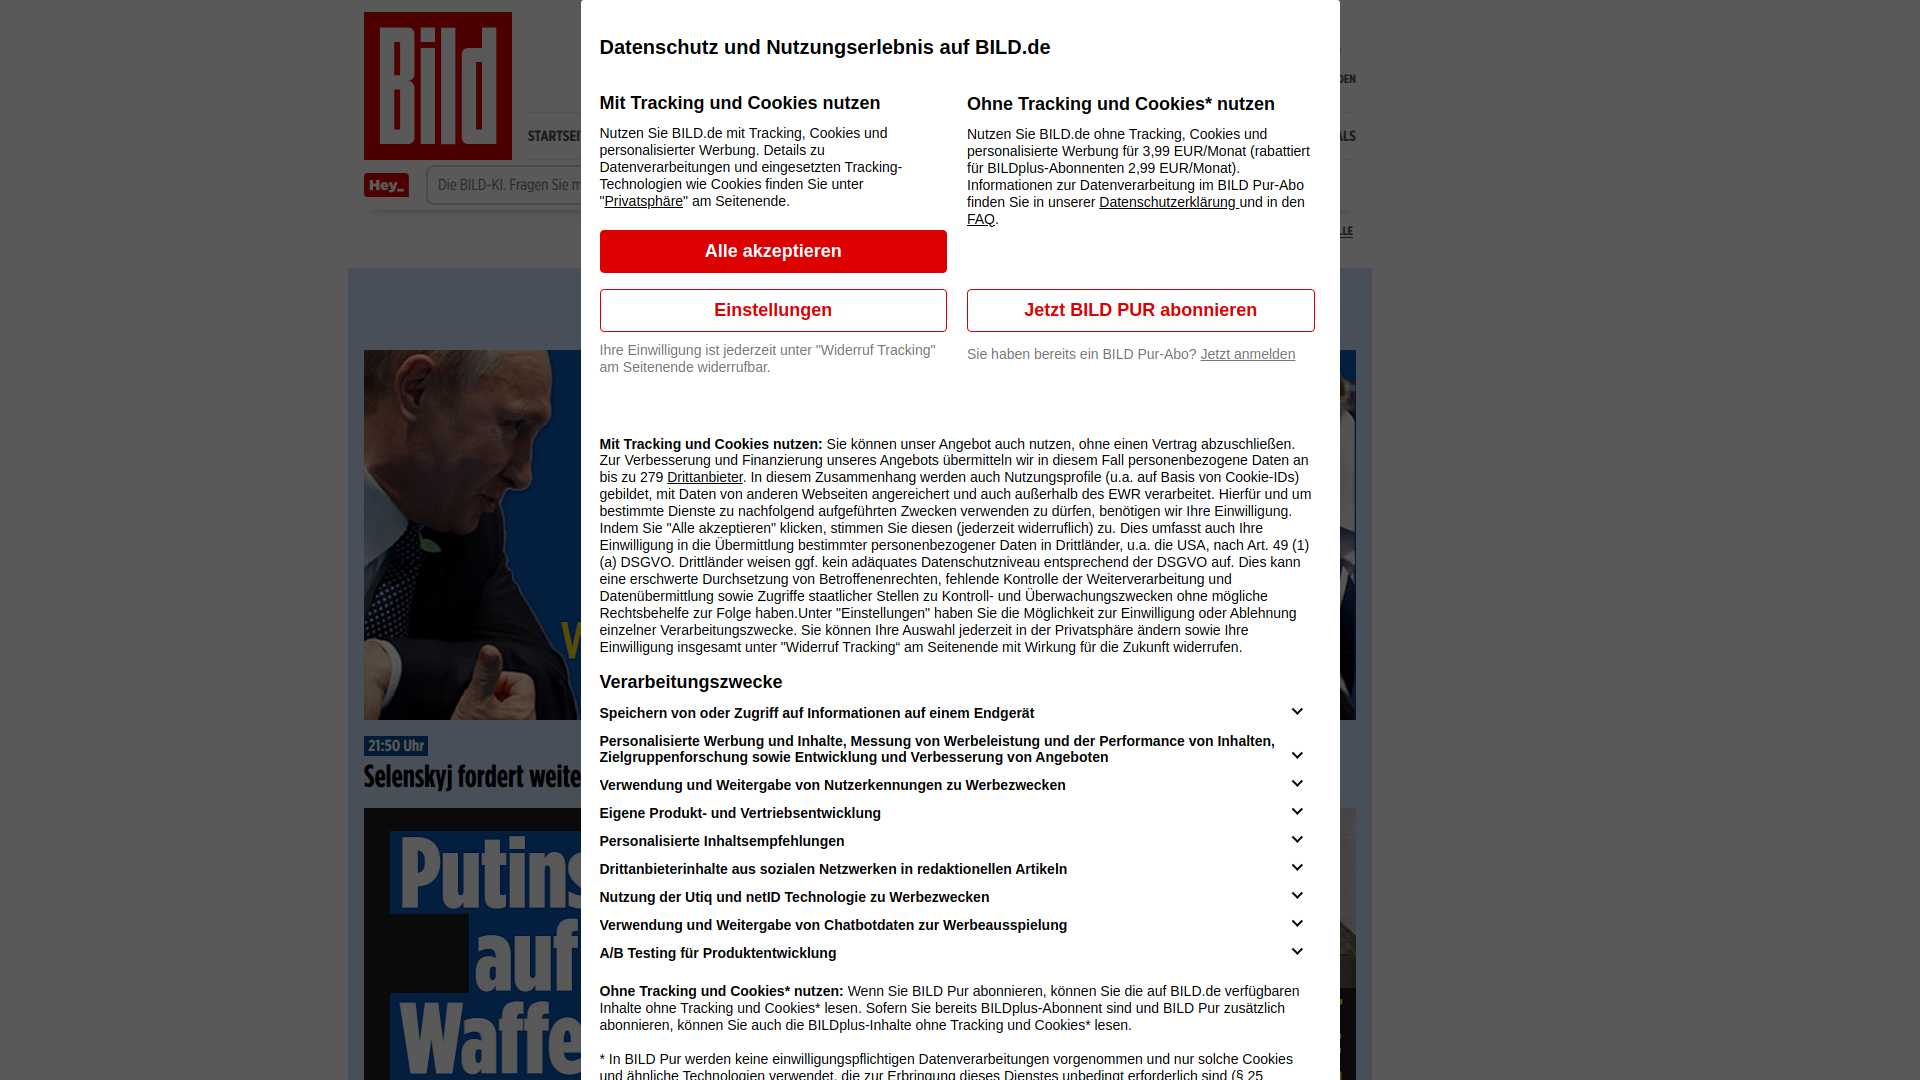 Bild
Datenschutz und Nutzungserlebnis auf BILD.de
Mit Tracking und Cookies nutzen
Nutzen Sie BILD.de mit Tracking, Cookies und
personalisierter Werbung. Details zu
Datenverarbeitungen und eingesetzten Tracking-
Technologien wie Cookies finden Sie unter
"Privatsphäre" am Seitenende.
Alle akzeptieren
Einstellungen
Ihre Einwilligung ist jederzeit unter "Widerruf Tracking"
am Seitenende widerrufbar.
Ohne Tracking und Cookies* nutzen
Nutzen Sie BILD.de ohne Tracking, Cookies und
personalisierte Werbung für 3,99 EUR/Monat (rabattiert
für BILDplus-Abonnenten 2,99 EUR/Monat).
Informationen zur Datenverarbeitung im BILD Pur-Abo
finden Sie in unserer Datenschutzerklärung und in den
FAQ.
Jetzt BILD PUR abonnieren
Sie haben bereits ein BILD Pur-Abo? Jetzt anmelden
Mit Tracking und Cookies nutzen: Sie können unser Angebot auch nutzen, ohne einen Vertrag abzuschließen.
Zur Verbesserung und Finanzierung unseres Angebots übermitteln wir in diesem Fall personenbezogene Daten an
bis zu 279 Drittanbieter. In diesem Zusammenhang werden auch Nutzungsprofile (u.a. auf Basis von Cookie-IDs)
gebildet, mit Daten von anderen Webseiten angereichert und auch außerhalb des EWR verarbeitet. Hierfür und um
bestimmte Dienste zu nachfolgend aufgeführten Zwecken verwenden zu dürfen, benötigen wir Ihre Einwilligung.
Indem Sie "Alle akzeptieren" klicken, stimmen Sie diesen (jederzeit widerruflich) zu. Dies umfasst auch Ihre
Einwilligung in die Übermittlung bestimmter personenbezogener Daten in Drittländer, u.a. die USA, nach Art. 49 (1)
(a) DSGVO. Drittländer weisen ggf. kein adäquates Datenschutzniveau entsprechend der DSGVO auf. Dies kann
eine erschwerte Durchsetzung von Betroffenenrechten, fehlende Kontrolle der Weiterverarbeitung und
Datenübermittlung sowie Zugriffe staatlicher Stellen zu Kontroll- und Überwachungszwecken ohne mögliche
Rechtsbehelfe zur Folge haben.Unter "Einstellungen" haben Sie die Möglichkeit zur Einwilligung oder Ablehnung
einzelner Verarbeitungszwecke. Sie können Ihre Auswahl jederzeit in der Privatsphäre ändern sowie Ihre
Einwilligung insgesamt unter "Widerruf Tracking“ am Seitenende mit Wirkung für die Zukunft widerrufen.
Verarbeitungszwecke
Speichern von oder Zugriff auf Informationen auf einem Endgerät
Personalisierte Werbung und Inhalte, Messung von Werbeleistung und der Performance von Inhalten,
Zielgruppenforschung sowie Entwicklung und Verbesserung von Angeboten
Verwendung und Weitergabe von Nutzerkennungen zu Werbezwecken
Eigene Produkt- und Vertriebsentwicklung
Personalisierte Inhaltsempfehlungen
Drittanbieterinhalte aus sozialen Netzwerken in redaktionellen Artikeln
Nutzung der Utiq und netID Technologie zu Werbezwecken
Verwendung und Weitergabe von Chatbotdaten zur Werbeausspielung
A/B Testing für Produktentwicklung
Ohne Tracking und Cookies* nutzen: Wenn Sie BILD Pur abonnieren, können Sie die auf BILD.de verfügbaren
Inhalte ohne Tracking und Cookies* lesen. Sofern Sie bereits BILDplus-Abonnent sind und BILD Pur zusätzlich
abonnieren, können Sie auch die BILDplus-Inhalte ohne Tracking und Cookies* lesen.
* In BILD Pur werden keine einwilligungspflichtigen Datenverarbeitungen vorgenommen und nur solche Cookies
und ähnliche Technologien verwendet, die zur Erbringung dieses Dienstes unbedingt erforderlich sind (§ 25
STARTSEI
ALS
DEN
Hey_
Die BILD-KI. Fragen Sie m
LLE
W
21:50 Uhr
Selenskyj fordert weite
Putins
auf
Waffe